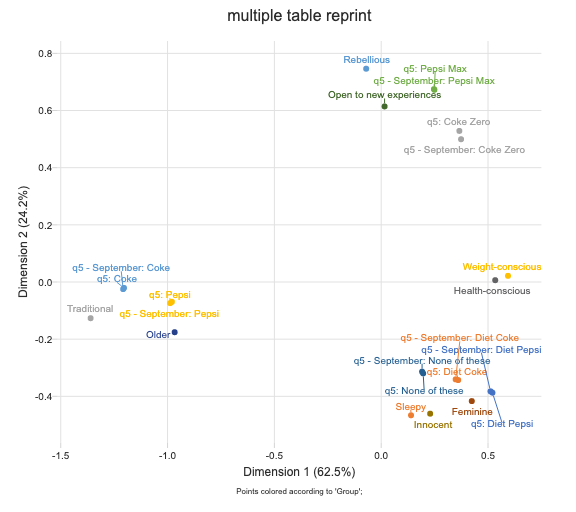 multiple table reprint
0.8
Rebellious
q5: Pepsi Max
q5 - September: Pepsi Max
Open to new experiences
0.6
q5: Coke Zero
q5 - September: Coke Zero
0.4
0.2
Dimension 2 (24.2%)
q5 - September: Coke
q5: Coke
Weight-conscious
0.0
Health-conscious
q5: Pepsi
Traditional
q5 - September: Pepsi
Older
-0.2
q5 - September: Diet Coke
q5 - September: Diet Pepsi
q5 - September: None of these
q5: Diet Coke
q5: None of these
-0.4
Sleepy
Feminine
Innocent
q5: Diet Pepsi
-1.5
-1.0
-0.5
0.0
0.5
Dimension 1 (62.5%)
Points colored according to 'Group';